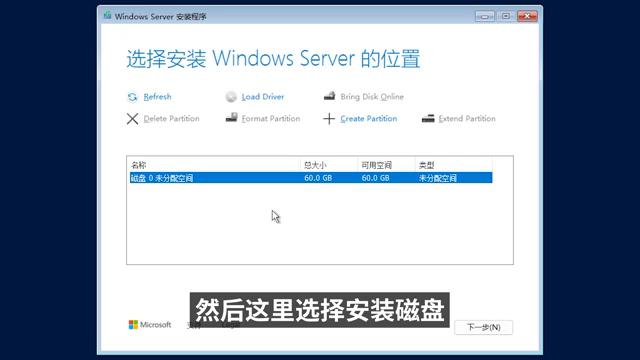 Windows Server 安装程序
选择安装 Windows Server 的位置
Refresh Load Driver Bring Disk Online
Delete Partition Format Partition Create Partition Extend Partition
名称 总大小 可用空间 类型
磁盘 0 未分配空间 60.0 GB 60.0 GB 未分配空间
然后这里选择安装磁盘
Microsoft
下一步(N)